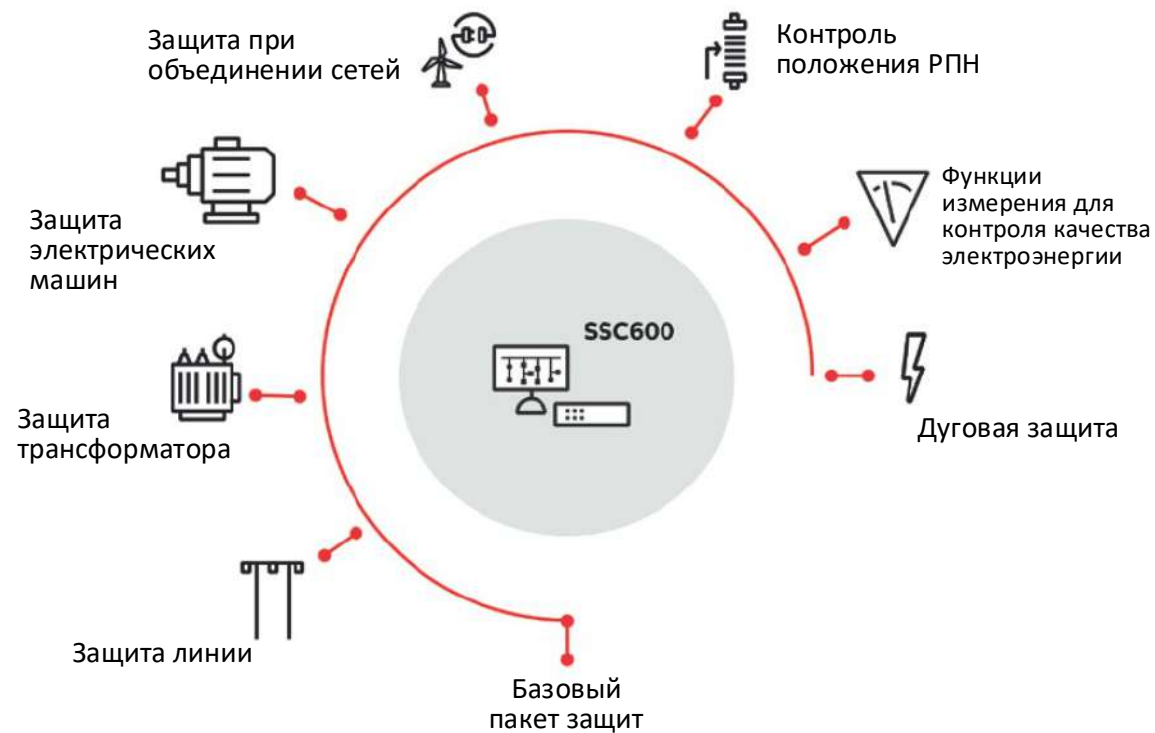 Защита при
объединении сетей
Контроль
положения РПН
Функции
измерения для
контроля качества
электроэнергии
Защита
электрических
машин
SSC600
Защита
трансформатора
Дуговая защита
Защита линии
Базовый
пакет защит